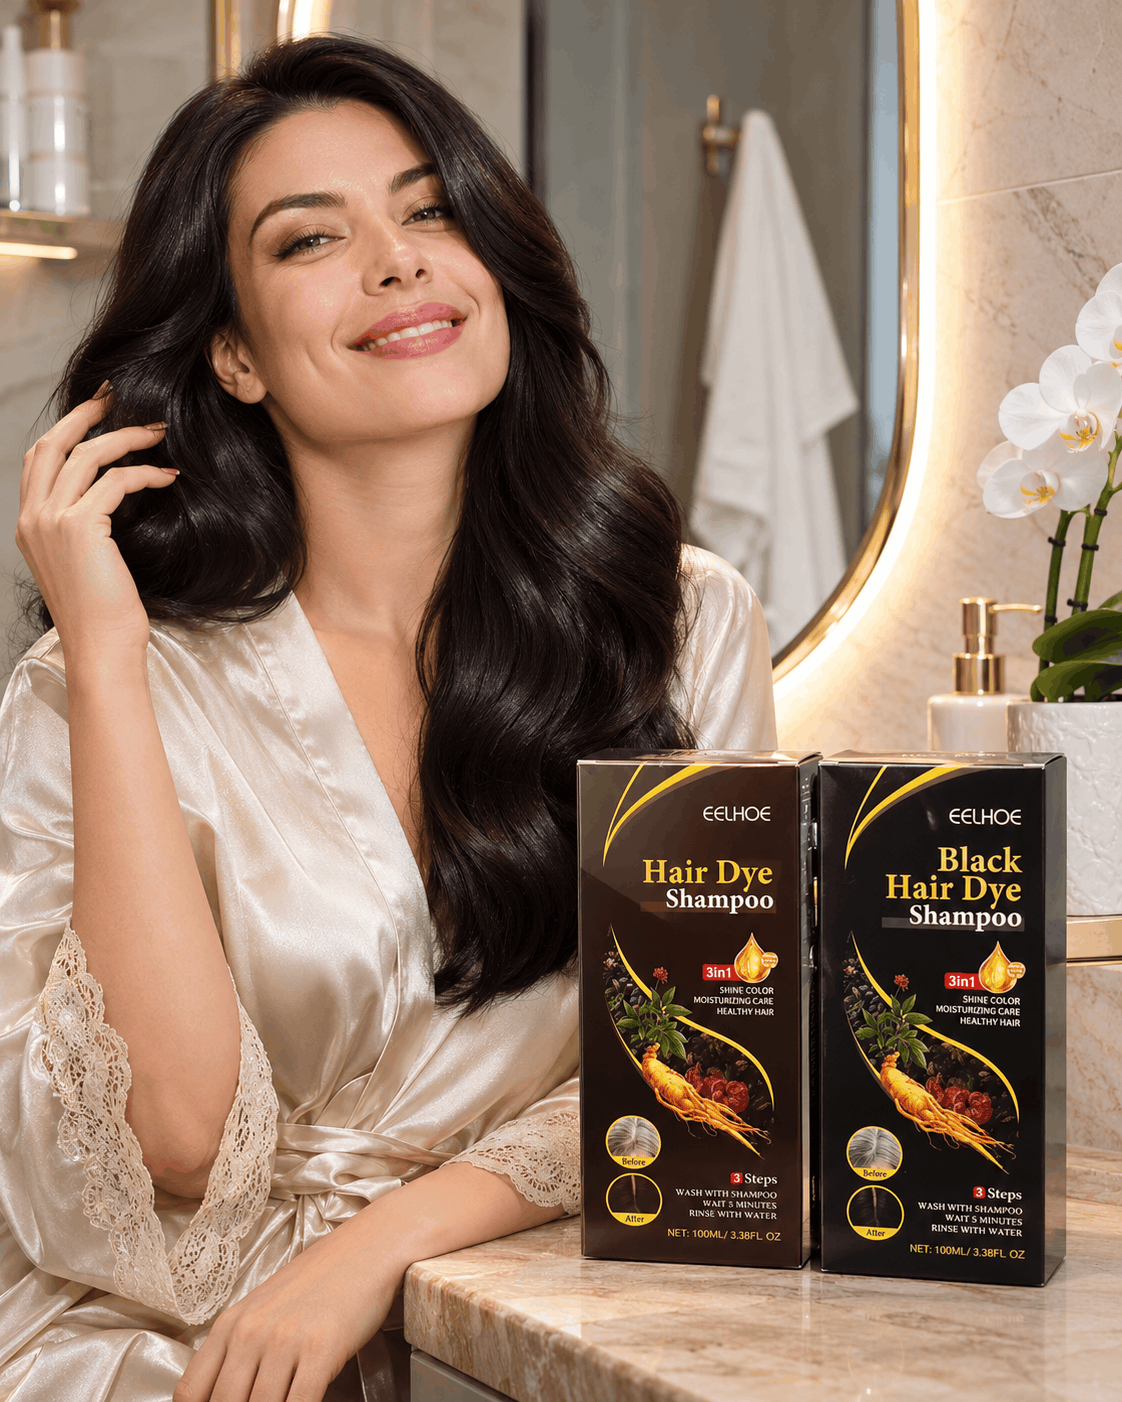 EELHOE
Hair Dye
Shampoo
3in1
SHINE COLOR
MOISTURIZING CARE
HEALTHY HAIR
Before
After
3 Steps
WASH WITH SHAMPOO
WAIT 5 MINUTES
RINSE WITH WATER
NET: 100ML/ 3.38FL OZ
EELHOE
Black
Hair Dye
Shampoo
3in1
SHINE COLOR
MOISTURIZING CARE
HEALTHY HAIR
Before
After
3 Steps
WASH WITH SHAMPOO
WAIT 5 MINUTES
RINSE WITH WATER
NET: 100ML/ 3.38FL OZ